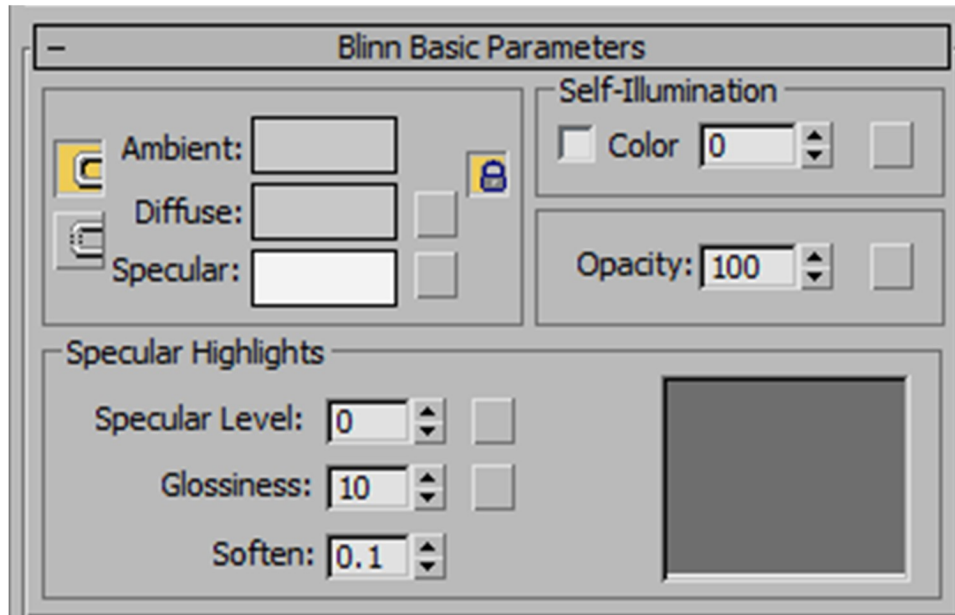 Blinn Basic Parameters
Ambient:
Diffuse:
Specular:
Self-Illumination
Color 0
Opacity: 100
Specular Highlights
Specular Level: 0
Glossiness: 10
Soften: 0.1